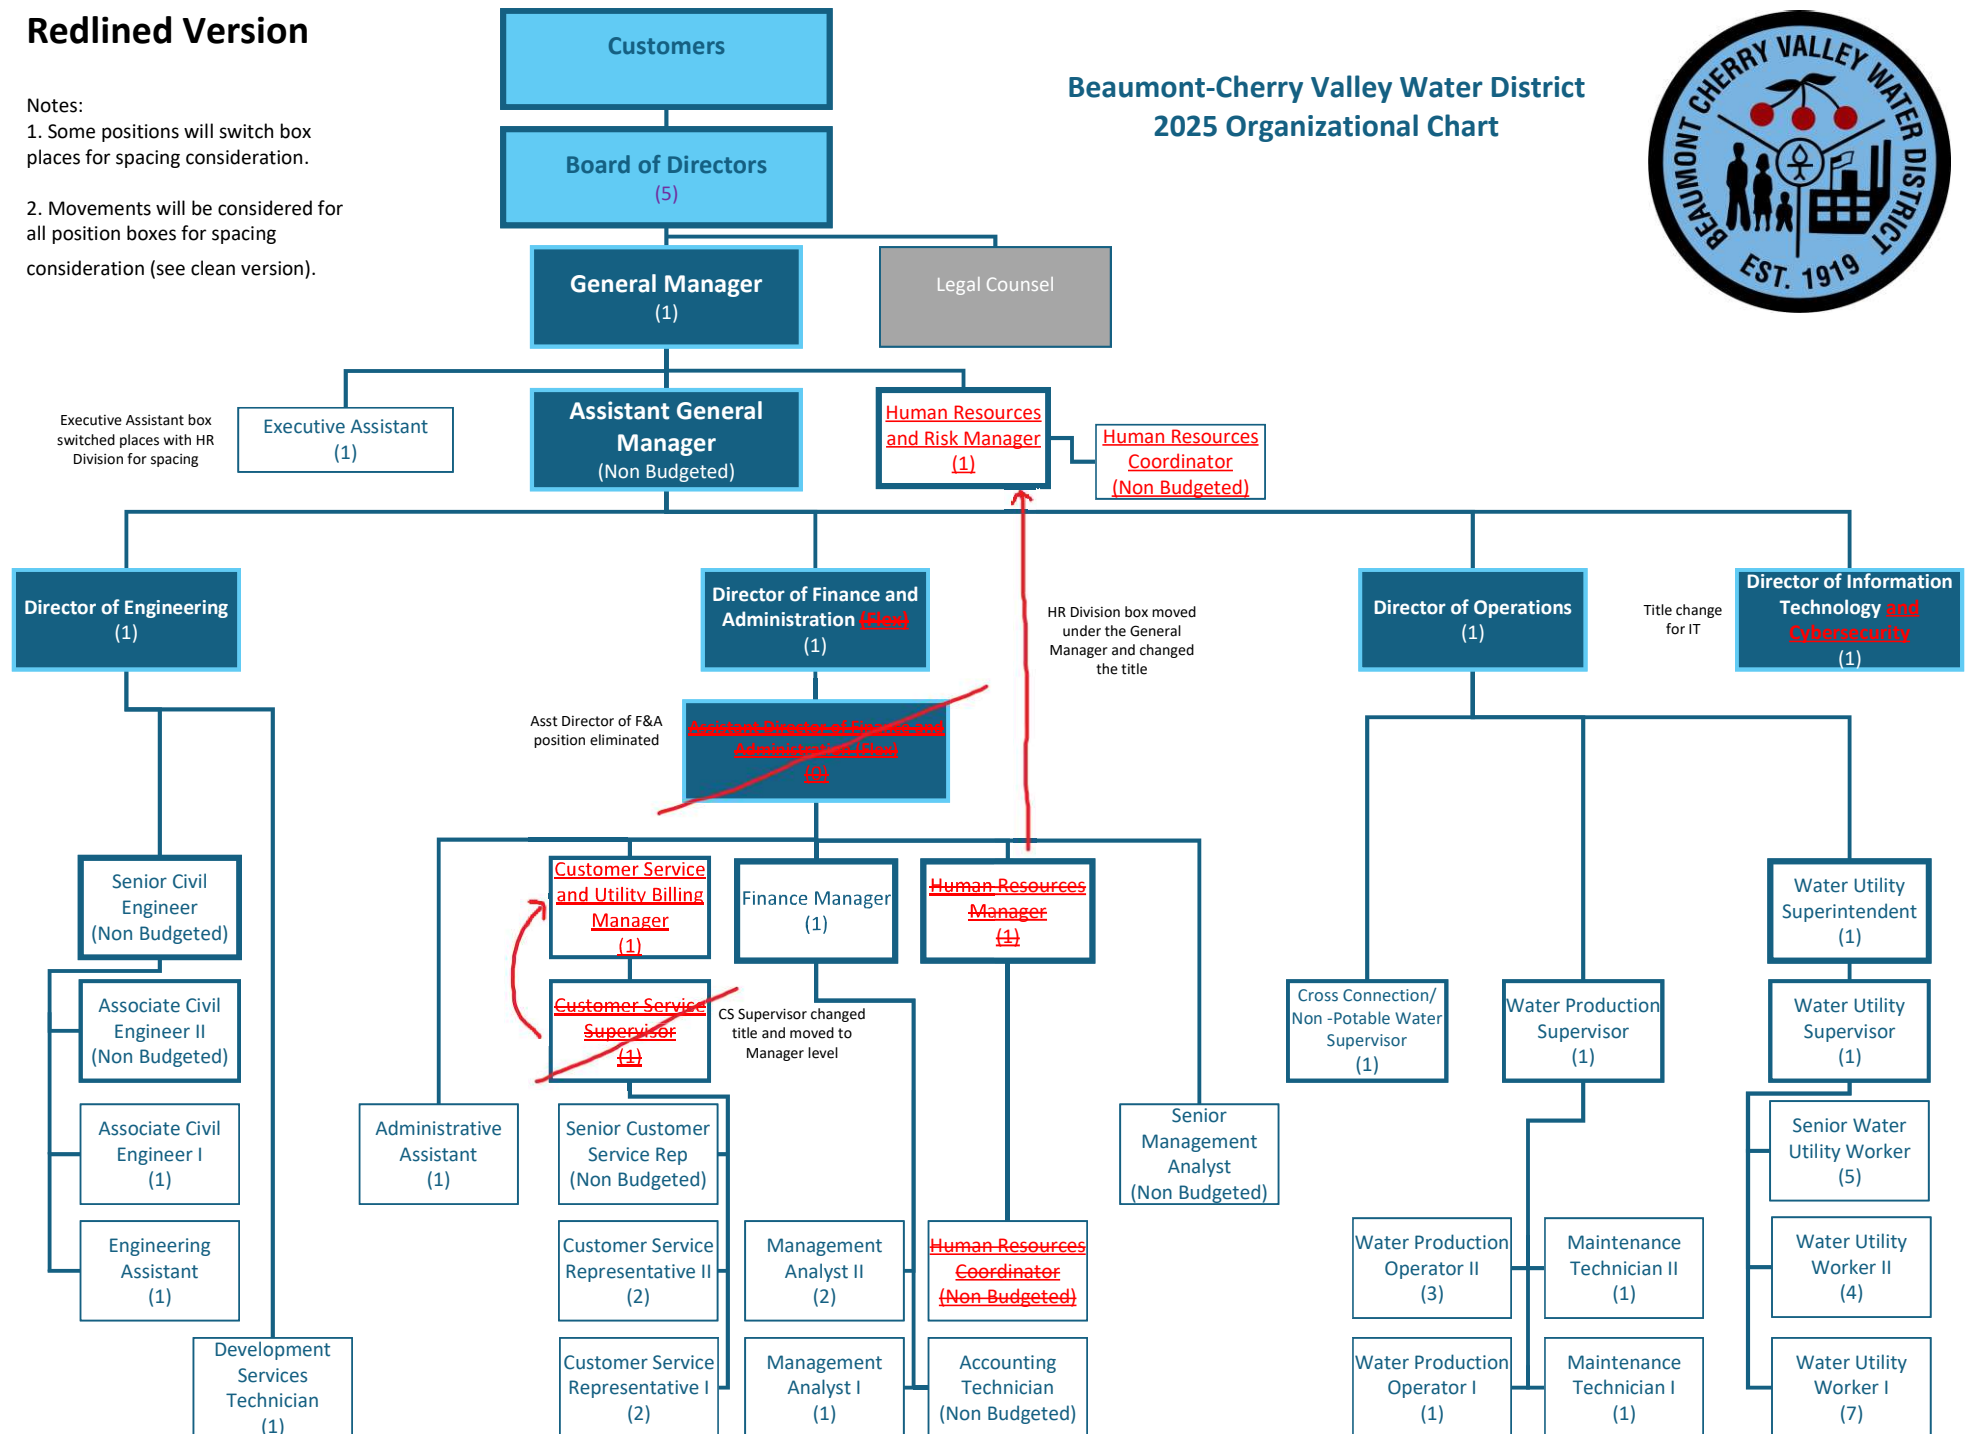 Redlined Version
Notes:
1. Some positions will switch box
places for spacing consideration.
2. Movements will be considered for
all position boxes for spacing
consideration (see clean version).
Customers
Board of Directors
(5)
Beaumont-Cherry Valley Water District
2025 Organizational Chart
BEAUMONT CHERRY VALLEY WATER DISTRICT
EST. 1919
General Manager
(1)
Legal Counsel
Executive Assistant box
switched places with HR
Division for spacing
Executive Assistant
(1)
Assistant General
Manager
(Non Budgeted)
Human Resources
and Risk Manager
(1)
Human Resources
Coordinator
(Non Budgeted)
Director of Engineering
(1)
Director of Finance and
Administration (Flex)
(1)
HR Division box moved
under the General
Manager and changed
the title
Director of Operations
(1)
Title change
for IT
Director of Information
Technology and
Cybersecurity
(1)
Asst Director of F&A
position eliminated
Assistant Director of Finance and
Administration (Flex)
(0)
Senior Civil
Engineer
(Non Budgeted)
Customer Service
and Utility Billing
Manager
(1)
Finance Manager
(1)
Human Resources
Manager
(1)
Water Utility
Superintendent
(1)
Associate Civil
Engineer II
(Non Budgeted)
Customer Service
Supervisor
(1)
CS Supervisor changed
title and moved to
Manager level
Cross Connection/
Non -Potable Water
Supervisor
(1)
Water Production
Supervisor
(1)
Water Utility
Supervisor
(1)
Associate Civil
Engineer I
(1)
Administrative
Assistant
(1)
Senior Customer
Service Rep
(Non Budgeted)
Senior
Management
Analyst
(Non Budgeted)
Senior Water
Utility Worker
(5)
Engineering
Assistant
(1)
Customer Service
Representative II
(2)
Management
Analyst II
(2)
Human Resources
Coordinator
(Non Budgeted)
Water Production
Operator II
(3)
Maintenance
Technician II
(1)
Water Utility
Worker II
(4)
Development
Services
Technician
(1)
Customer Service
Representative I
(2)
Management
Analyst I
(1)
Accounting
Technician
(Non Budgeted)
Water Production
Operator I
(1)
Maintenance
Technician I
(1)
Water Utility
Worker I
(7)